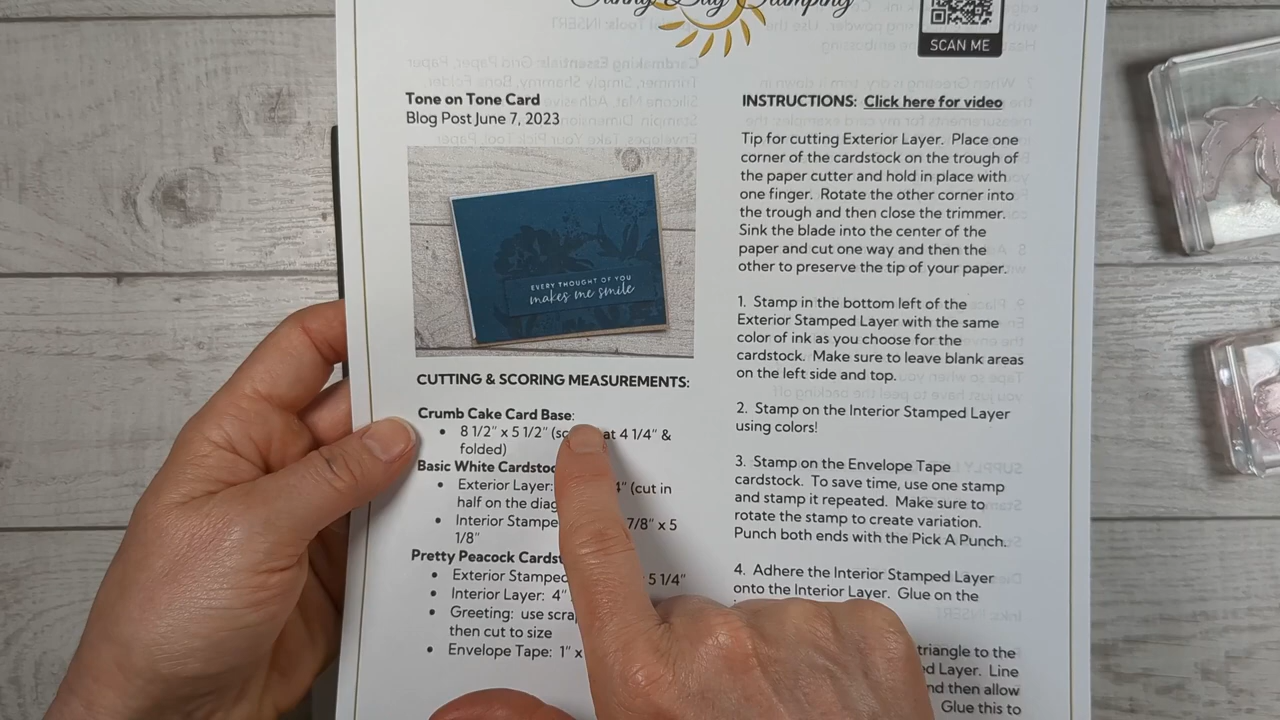 Sunny Day Stamping
SCAN ME
Tone on Tone Card
Blog Post June 7, 2023
EVERY THOUGHT OF YOU
makes me smile
CUTTING & SCORING MEASUREMENTS:
Crumb Cake Card Base:
• 8 1/2" x 5 1/2" (sc at 4 1/4" &
folded)
Basic White Cardstoc
• Exterior Layer: 4" (cut in
half on the diag
• Interior Stampe 7/8" x 5
1/8"
Pretty Peacock Cardst
• Exterior Stamped 5 1/4"
• Interior Layer: 4"
• Greeting: use scra
then cut to size
• Envelope Tape: 1" x
INSTRUCTIONS: Click here for video
Tip for cutting Exterior Layer. Place one
corner of the cardstock on the trough of
the paper cutter and hold in place with
one finger. Rotate the other corner into
the trough and then close the trimmer.
Sink the blade into the center of the
paper and cut one way and then the
other to preserve the tip of your paper.
1. Stamp in the bottom left of the
Exterior Stamped Layer with the same
color of ink as you choose for the
cardstock. Make sure to leave blank areas
on the left side and top.
2. Stamp on the Interior Stamped Layer
using colors!
3. Stamp on the Envelope Tape
cardstock. To save time, use one stamp
and stamp it repeated. Make sure to
rotate the stamp to create variation.
Punch both ends with the Pick A Punch.
4. Adhere the Interior Stamped Layer
onto the Interior Layer. Glue on the
triangle to the
ed Layer. Line
nd then allow
Glue this to